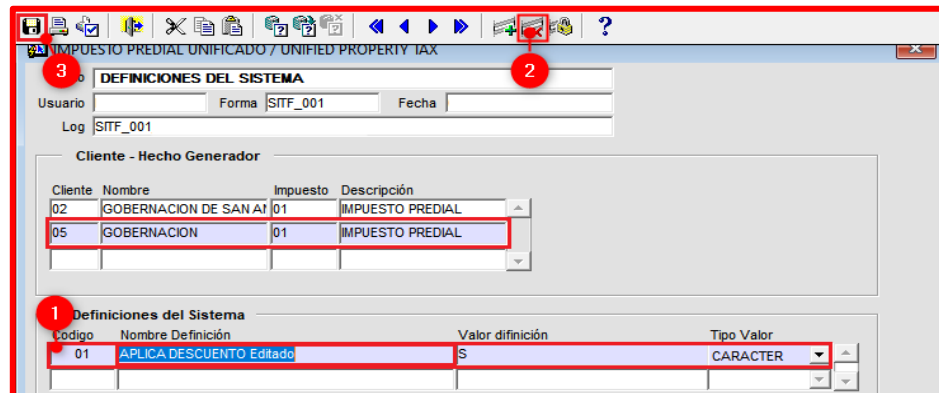 ?
IMPUESTO PREDIAL UNIFICADO / UNIFIED PROPERTY TAX
3
2
DEFINICIONES DEL SISTEMA
Usuario Forma SITF_001 Fecha
Log SITF_001
Cliente - Hecho Generador
Cliente Nombre Impuesto Descripción
02 GOBERNACION DE SAN 01 IMPUESTO PREDIAL
05 GOBERNACION 01 IMPUESTO PREDIAL
1 Definiciones del Sistema
Codigo Nombre Definición Valor difinición Tipo Valor
01 APLICA DESCUENTO Editado S CARACTER